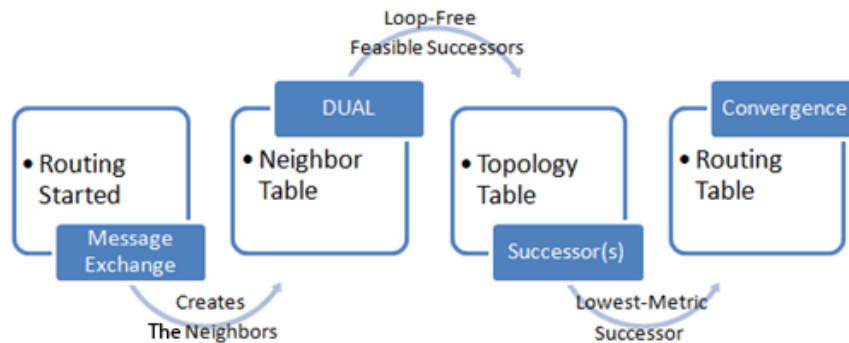 Loop-Free
Feasible Successors
DUAL
Convergence
• Routing
Started
• Neighbor
Table
• Topology
Table
• Routing
Table
Message
Exchange
Successor(s)
Creates
The Neighbors
Lowest-Metric
Successor